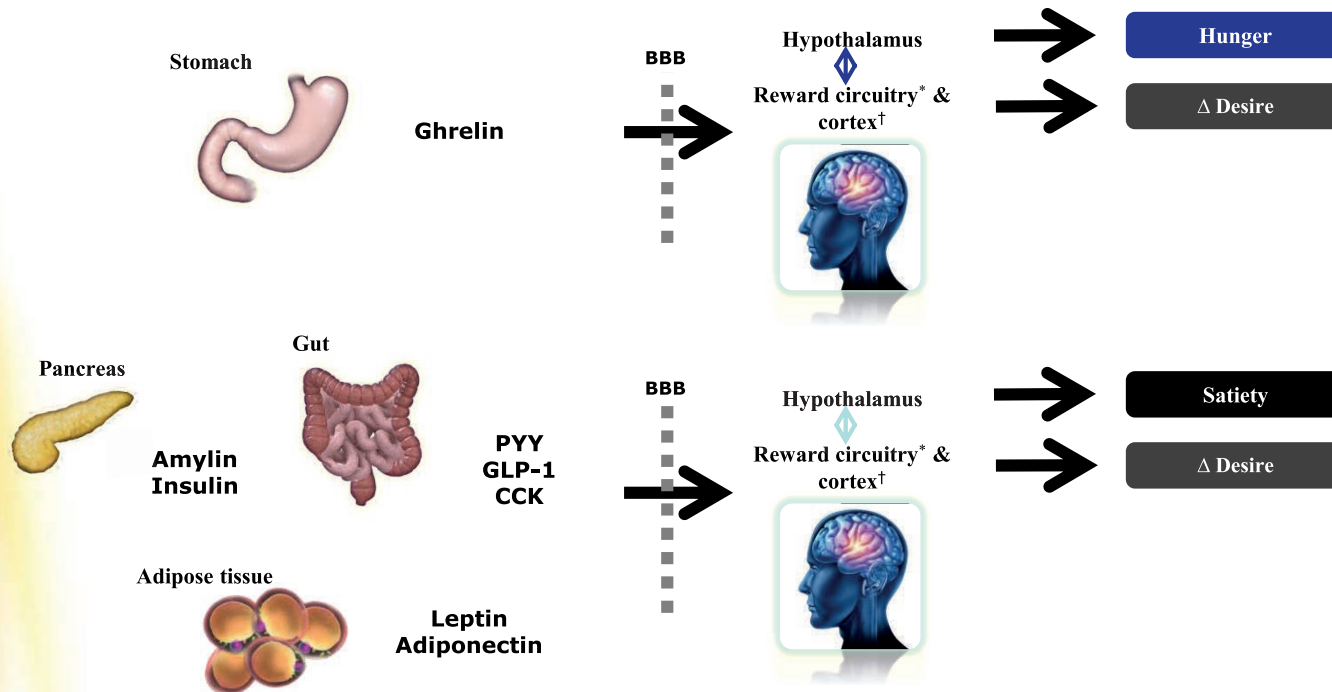 Stomach
Ghrelin
BBB
Hypothalamus
Reward circuitry* &
cortex†
Hunger
Δ Desire
Pancreas
Amylin
Insulin
Gut
PYY
GLP-1
CCK
Adipose tissue
Leptin
Adiponectin
BBB
Hypothalamus
Reward circuitry* &
cortex†
Satiety
Δ Desire